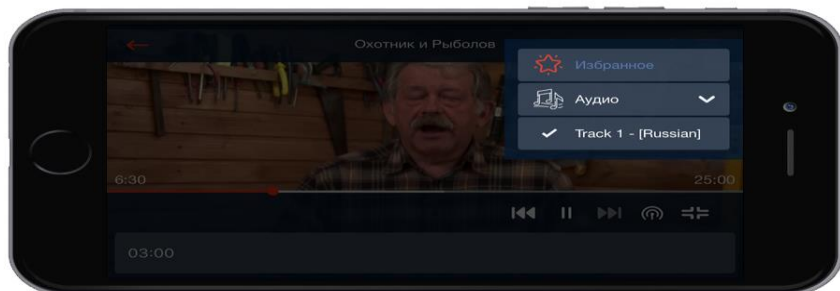 Охотник и Рыболов
Избранное
Аудио
Track 1 - [Russian]
6:30
25:00
03:00